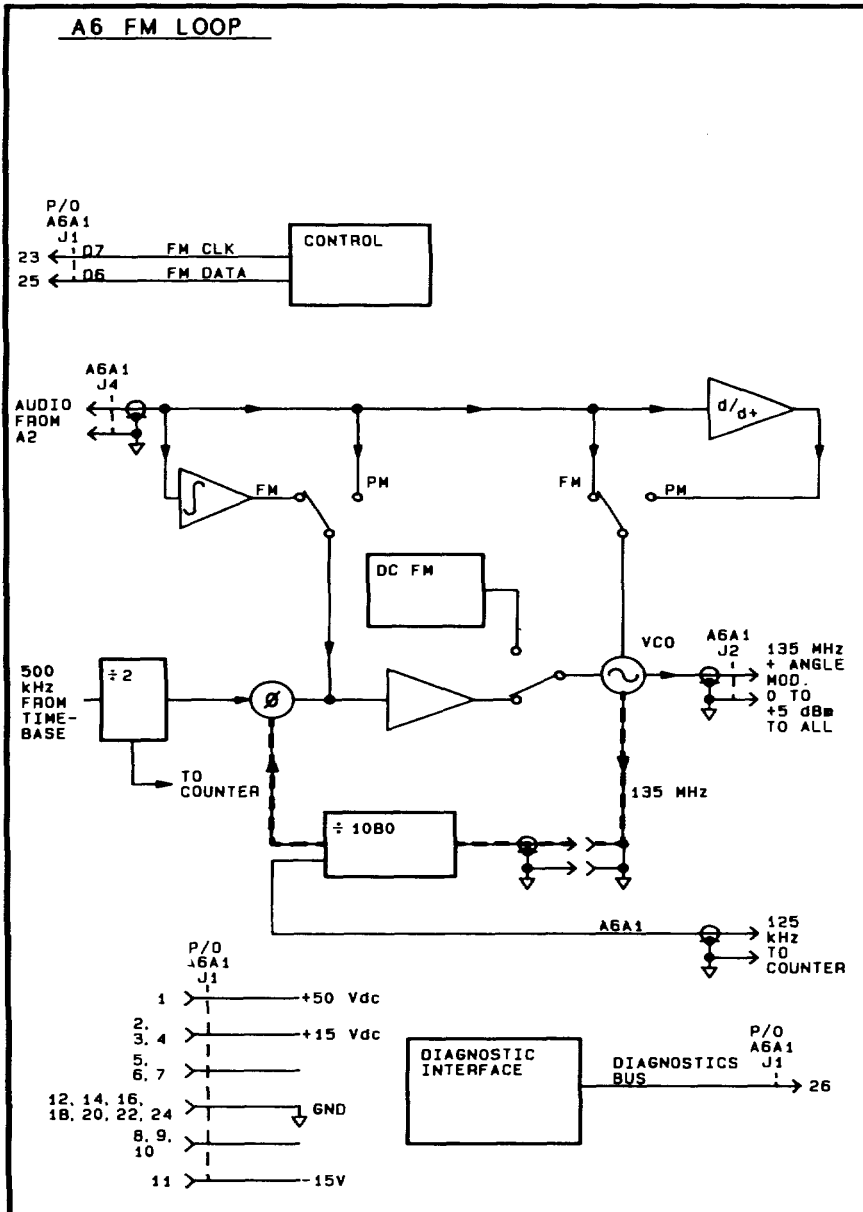 A6 FM LOOP
P/O
A6A1
J1
23 D7 FM CLK
25 D6 FM DATA
CONTROL
A6A1
J4
AUDIO
FROM
A2
d/d+
FM
PM
FM
PM
DC FM
VCO
A6A1
J2
135 MHz
+ ANGLE
MOD.
0 TO
+5 dBm
TO ALL
500
kHz
FROM
TIME-
BASE
÷2
Ø
TO
COUNTER
135 MHz
÷ 1080
A6A1
125
kHz
TO
COUNTER
P/O
A6A1
J1
1 +50 Vdc
2,
3, 4 +15 Vdc
5,
6, 7
12, 14, 16,
18, 20, 22, 24 GND
8, 9,
10
11 -15V
DIAGNOSTIC
INTERFACE
DIAGNOSTICS
BUS
P/O
A6A1
J1
26